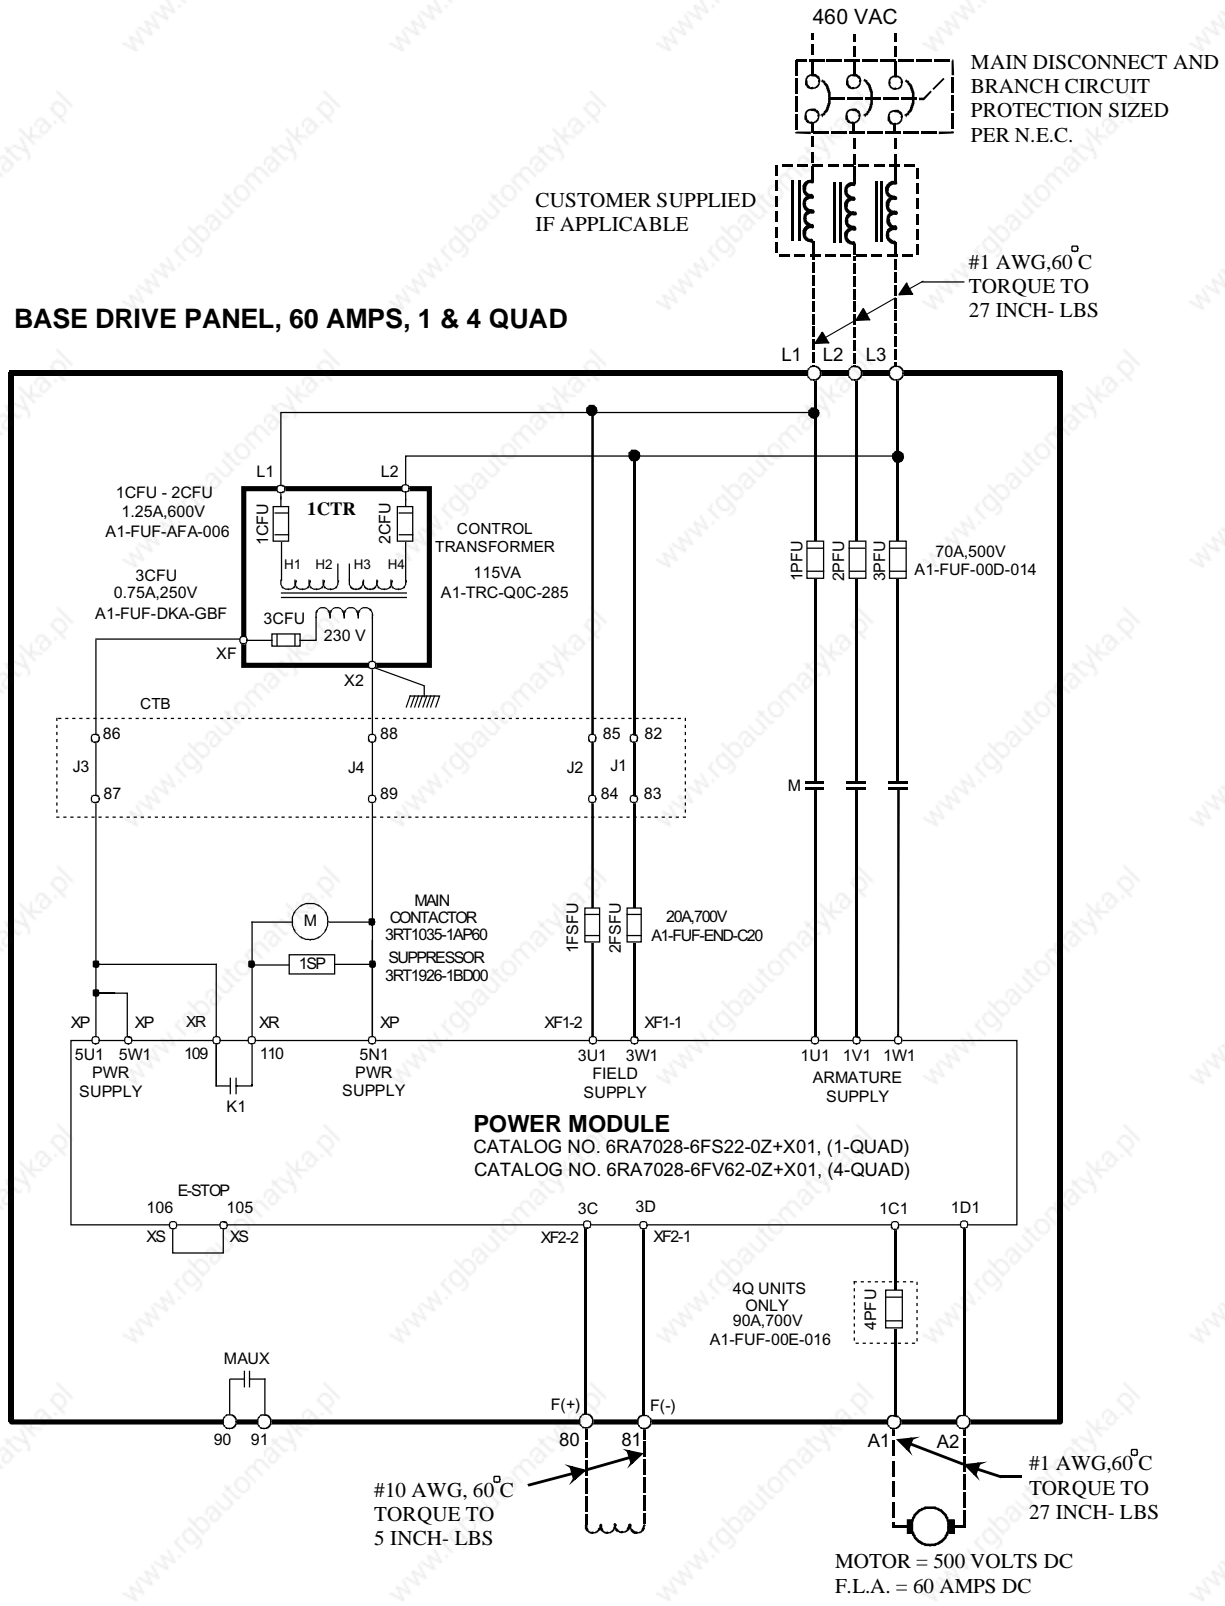 460 VAC
MAIN DISCONNECT AND
BRANCH CIRCUIT
PROTECTION SIZED
PER N.E.C.
CUSTOMER SUPPLIED
IF APPLICABLE
#1 AWG,60°C
TORQUE TO
27 INCH- LBS
BASE DRIVE PANEL, 60 AMPS, 1 & 4 QUAD
L1 L2 L3
L1 L2
1CFU - 2CFU
1.25A,600V
A1-FUF-AFA-006
1CTR
1CFU
2CFU
CONTROL
TRANSFORMER
115VA
A1-TRC-Q0C-285
H1 H2 H3 H4
3CFU
0.75A,250V
A1-FUF-DKA-GBF
3CFU
230 V
XF
X2
1PFU
2PFU
3PFU
70A,500V
A1-FUF-00D-014
CTB
86 88 85 82
J3 J4 J2 J1
87 89 84 83
M
MAIN
CONTACTOR
3RT1035-1AP60
M
SUPPRESSOR
3RT1926-1BD00
1SP
1FSFU
2FSFU
20A,700V
A1-FUF-END-C20
XP XP XR XR XP XF1-2 XF1-1
5U1 5W1 109 110 5N1 3U1 3W1 1U1 1V1 1W1
PWR
SUPPLY
K1
PWR
SUPPLY
FIELD
SUPPLY
ARMATURE
SUPPLY
POWER MODULE
CATALOG NO. 6RA7028-6FS22-0Z+X01, (1-QUAD)
CATALOG NO. 6RA7028-6FV62-0Z+X01, (4-QUAD)
E-STOP
106 105
XS XS
3C 3D 1C1 1D1
XF2-2 XF2-1
4Q UNITS
ONLY
90A,700V
A1-FUF-00E-016
4PFU
MAUX
90 91
F(+) F(-)
80 81
A1 A2
#10 AWG, 60°C
TORQUE TO
5 INCH- LBS
#1 AWG,60°C
TORQUE TO
27 INCH- LBS
MOTOR = 500 VOLTS DC
F.L.A. = 60 AMPS DC
www.rgbautomatyka.pl